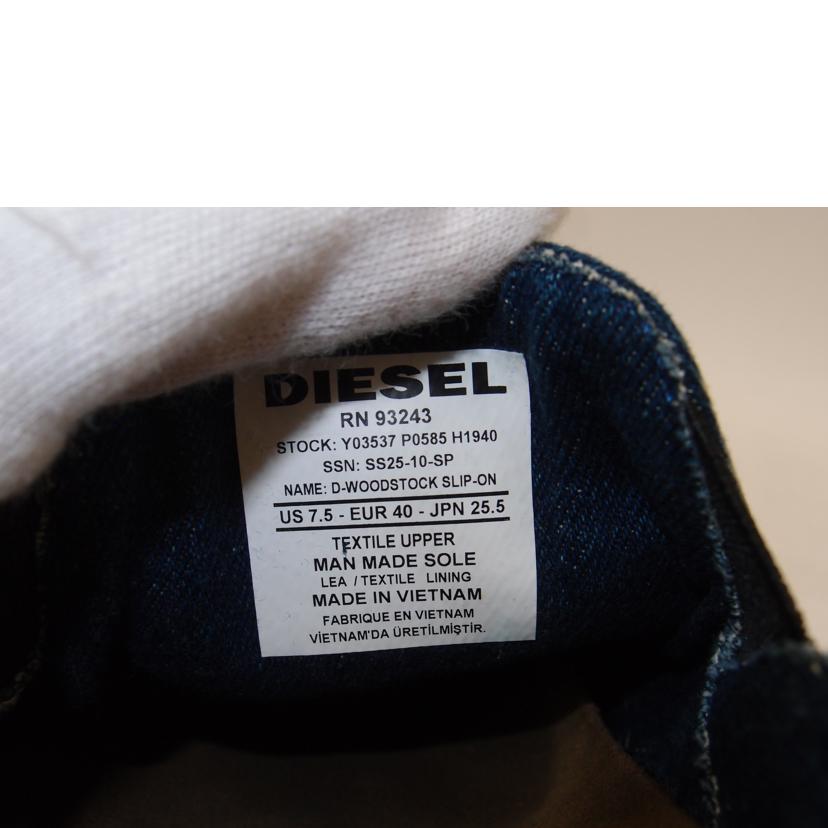 DIESEL
RN 93243
STOCK: Y03537 P0585 H1940
SSN: SS25-10-SP
NAME: D-WOODSTOCK SLIP-ON
US 7.5 - EUR 40 - JPN 25.5
TEXTILE UPPER
MAN MADE SOLE
LEA / TEXTILE LINING
MADE IN VIETNAM
FABRIQUE EN VIETNAM
VİETNAM'DA ÜRETİLMİŞTİR.